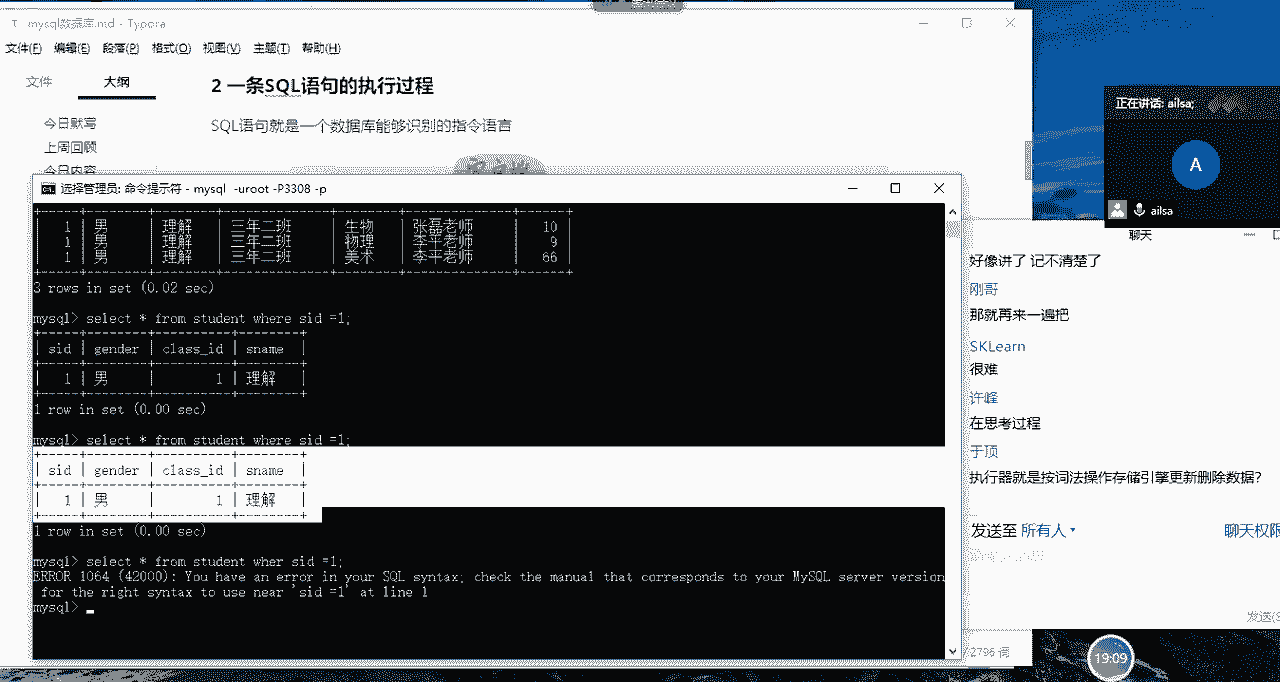 mysql数据库.md - Typora
文件(F) 编辑(E) 段落(P) 格式(O) 视图(V) 主题(T) 帮助(H)
文件 大纲
今日默写
上周回顾
今日内容
2 一条SQL语句的执行过程
SQL语句就是一个数据库能够识别的指令语言
选择管理员: 命令提示符 - mysql -uroot -P3308 -p
| 1 | 男 | 理解 | 三年二班 | 生物 | 张磊老师 | 10 |
| 1 | 男 | 理解 | 三年二班 | 物理 | 李平老师 | 9 |
| 1 | 男 | 理解 | 三年二班 | 美术 | 李平老师 | 66 |
3 rows in set (0.02 sec)
mysql> select * from student where sid =1;
| sid | gender | class_id | sname |
| 1 | 男 | 1 | 理解 |
1 row in set (0.00 sec)
mysql> select * from student where sid =1;
| sid | gender | class_id | sname |
| 1 | 男 | 1 | 理解 |
1 row in set (0.00 sec)
mysql> select * from student wher sid =1;
ERROR 1064 (42000): You have an error in your SQL syntax; check the manual that corresponds to your MySQL server version
for the right syntax to use near 'sid =1' at line 1
mysql>
正在讲话: ailsa;
A
ailsa
聊天
好像讲了 记不清楚了
刚哥
那就再来一遍把
SKLearn
很难
许峰
在思考过程
于顶
执行器就是按词法操作存储引擎更新删除数据?
发送至 所有人 聊天权限
发送(S
2796 词
19:09